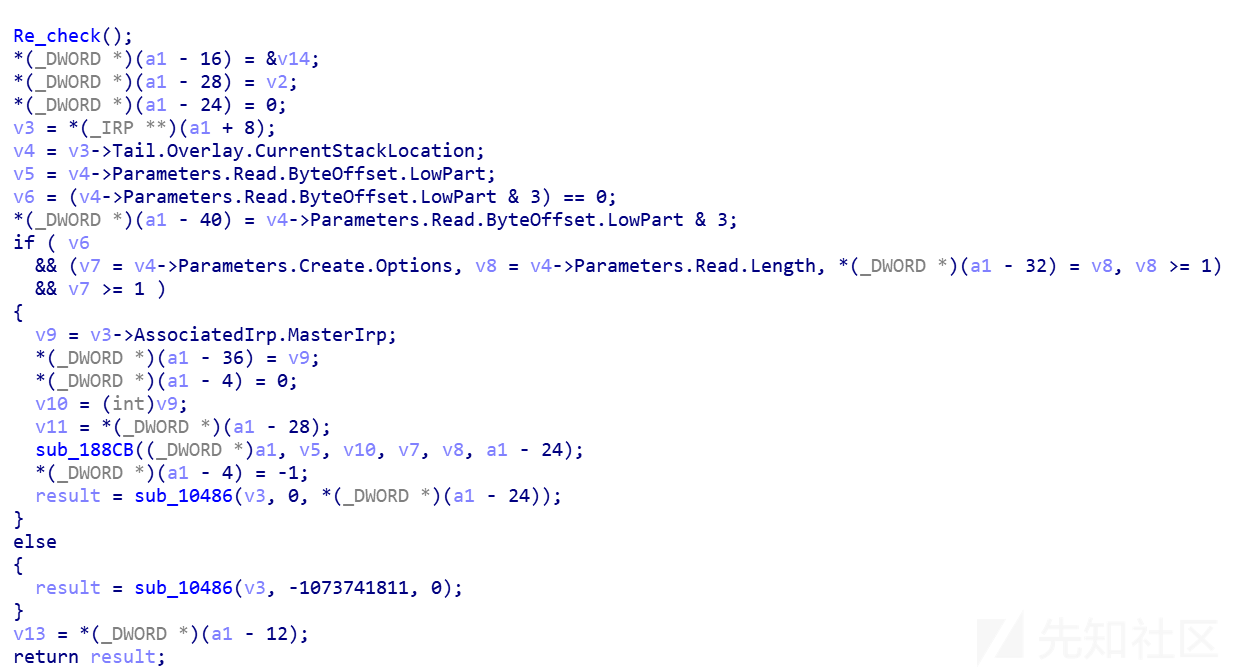 Re_check();
*(_DWORD *)(a1 - 16) = &v14;
*(_DWORD *)(a1 - 28) = v2;
*(_DWORD *)(a1 - 24) = 0;
v3 = *(_IRP **)(a1 + 8);
v4 = v3->Tail.Overlay.CurrentStackLocation;
v5 = v4->Parameters.Read.ByteOffset.LowPart;
v6 = (v4->Parameters.Read.ByteOffset.LowPart & 3) == 0;
*(_DWORD *)(a1 - 40) = v4->Parameters.Read.ByteOffset.LowPart & 3;
if ( v6
  && (v7 = v4->Parameters.Create.Options, v8 = v4->Parameters.Read.Length, *(_DWORD *)(a1 - 32) = v8, v8 >= 1)
  && v7 >= 1 )
{
  v9 = v3->AssociatedIrp.MasterIrp;
  *(_DWORD *)(a1 - 36) = v9;
  *(_DWORD *)(a1 - 4) = 0;
  v10 = (int)v9;
  v11 = *(_DWORD *)(a1 - 28);
  sub_188CB((_DWORD *)a1, v5, v10, v7, v8, a1 - 24);
  *(_DWORD *)(a1 - 4) = -1;
  result = sub_10486(v3, 0, *(_DWORD *)(a1 - 24));
}
else
{
  result = sub_10486(v3, -1073741811, 0);
}
v13 = *(_DWORD *)(a1 - 12);
return result;
先知社区